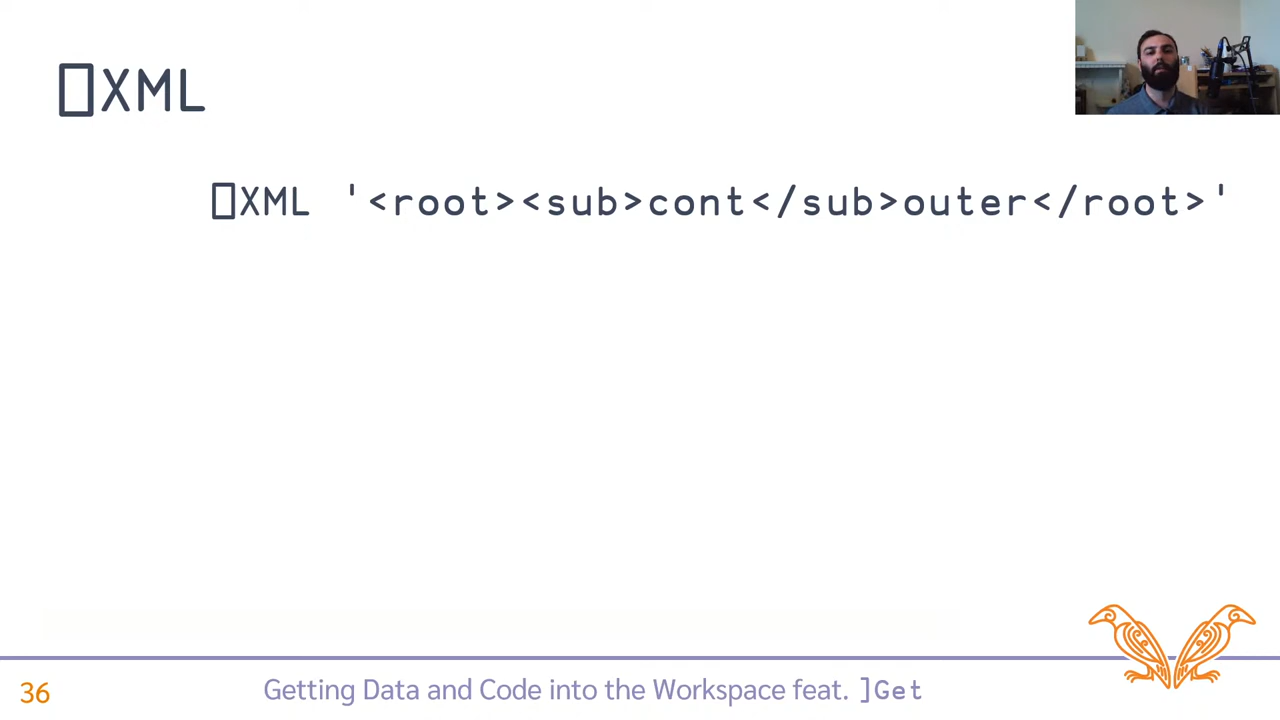 ⎕XML
⎕XML '<root><sub>cont</sub>outer</root>'
36
Getting Data and Code into the Workspace feat. ]Get